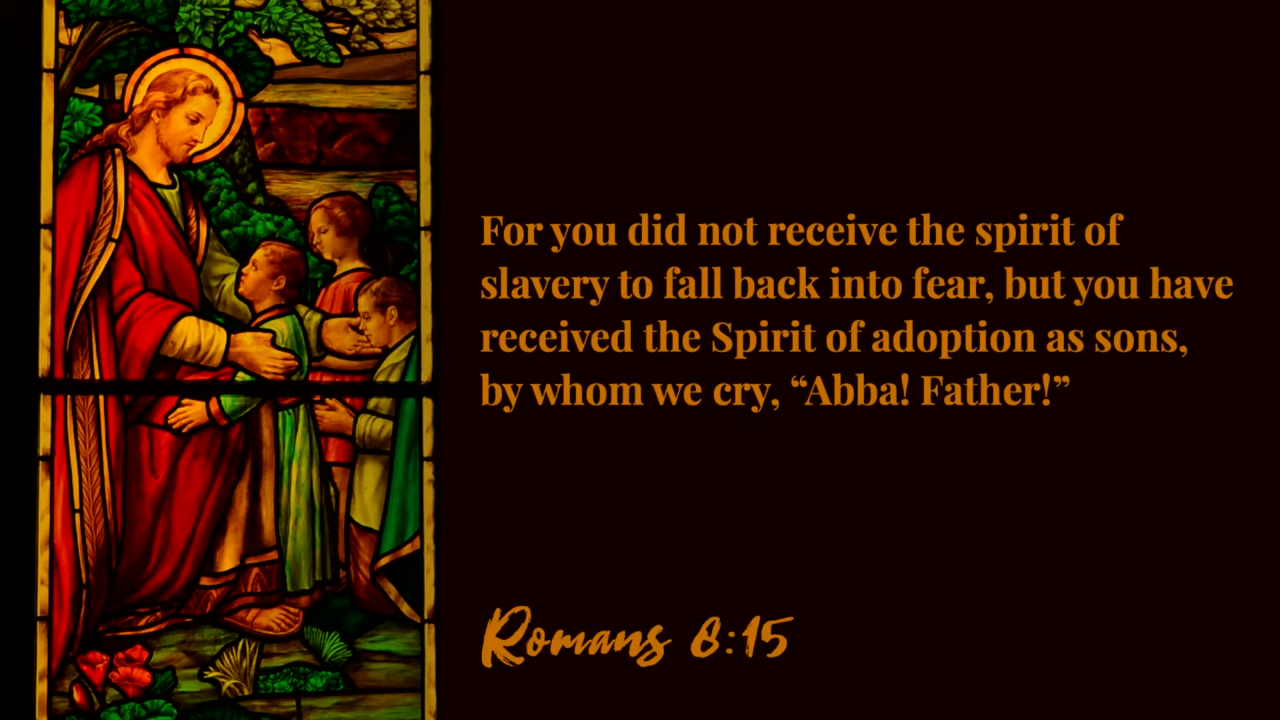 For you did not receive the spirit of
slavery to fall back into fear, but you have
received the Spirit of adoption as sons,
by whom we cry, “Abba! Father!”
Romans 8:15